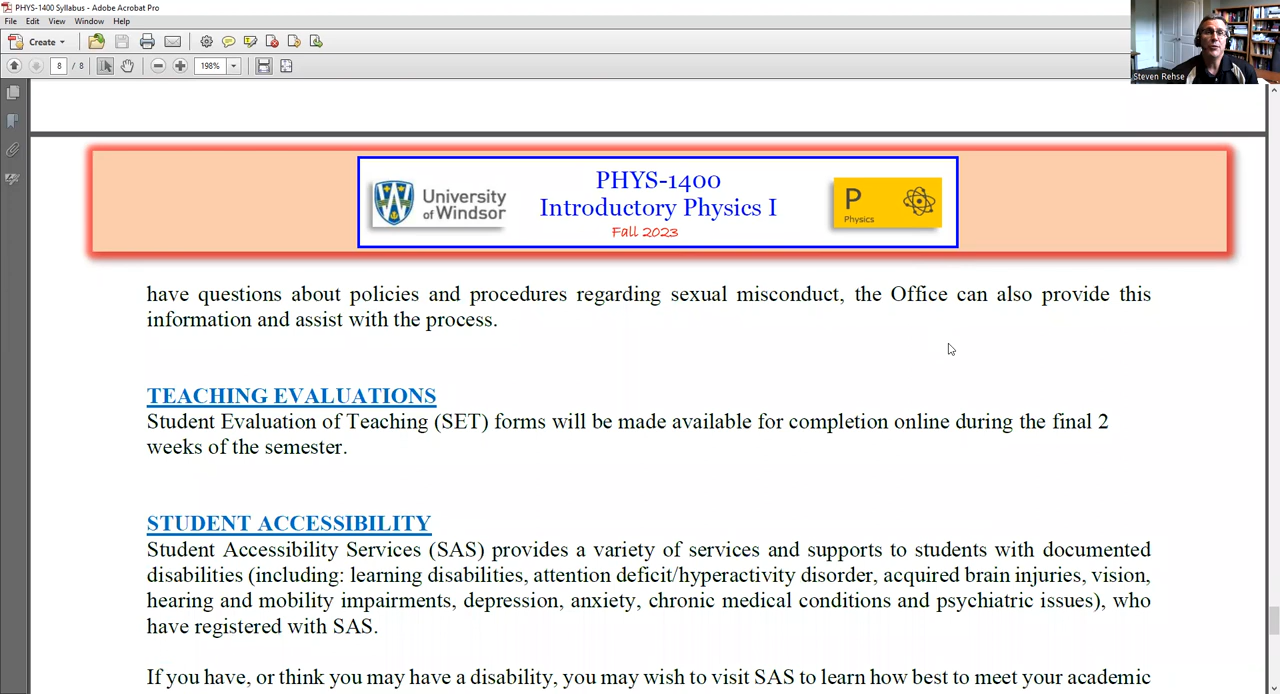 PHYS-1400 Syllabus - Adobe Acrobat Pro
File Edit View Window Help
Create
8 / 8 198%
Steven Rehse
University of Windsor
PHYS-1400
Introductory Physics I
Fall 2023
P
Physics
have questions about policies and procedures regarding sexual misconduct, the Office can also provide this
information and assist with the process.
TEACHING EVALUATIONS
Student Evaluation of Teaching (SET) forms will be made available for completion online during the final 2
weeks of the semester.
STUDENT ACCESSIBILITY
Student Accessibility Services (SAS) provides a variety of services and supports to students with documented
disabilities (including: learning disabilities, attention deficit/hyperactivity disorder, acquired brain injuries, vision,
hearing and mobility impairments, depression, anxiety, chronic medical conditions and psychiatric issues), who
have registered with SAS.
If you have, or think you may have a disability, you may wish to visit SAS to learn how best to meet your academic